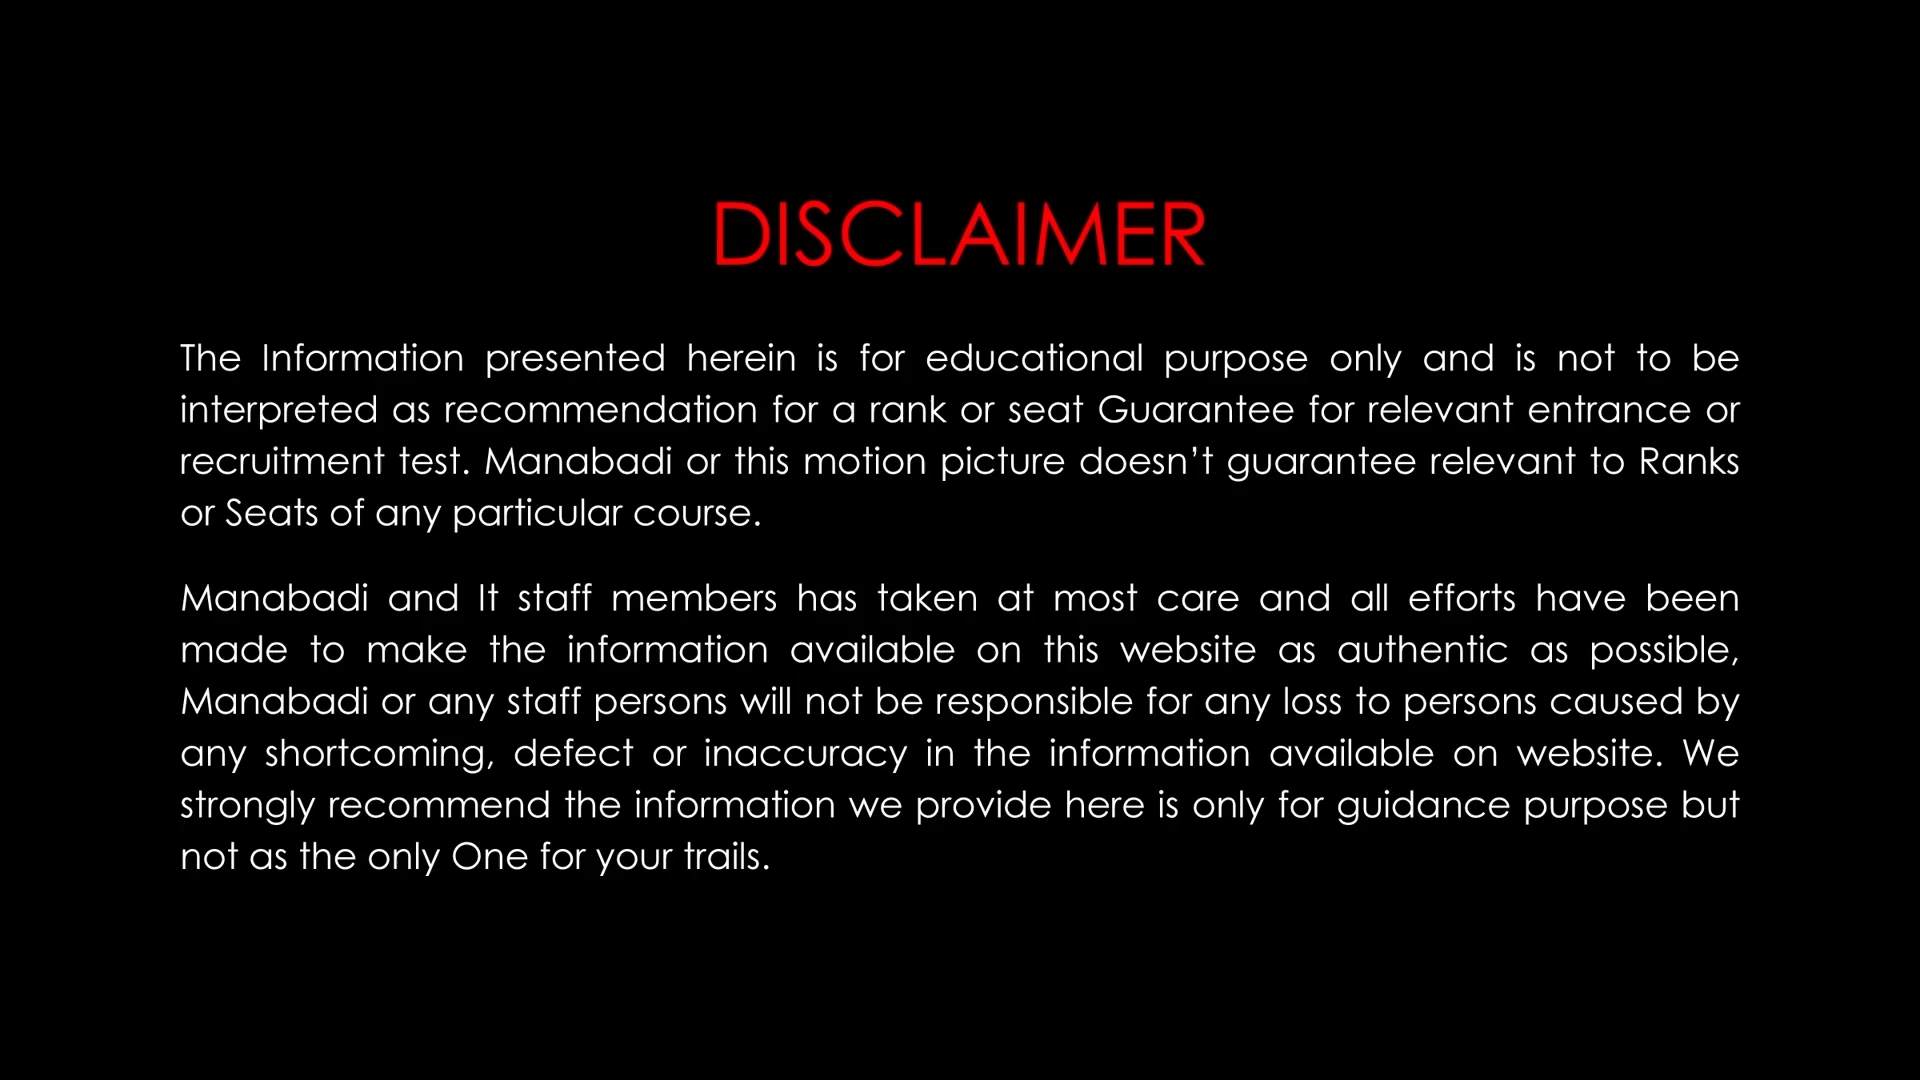 DISCLAIMER
The Information presented herein is for educational purpose only and is not to be
interpreted as recommendation for a rank or seat Guarantee for relevant entrance or
recruitment test. Manabadi or this motion picture doesn’t guarantee relevant to Ranks
or Seats of any particular course.
Manabadi and It staff members has taken at most care and all efforts have been
made to make the information available on this website as authentic as possible,
Manabadi or any staff persons will not be responsible for any loss to persons caused by
any shortcoming, defect or inaccuracy in the information available on website. We
strongly recommend the information we provide here is only for guidance purpose but
not as the only One for your trails.